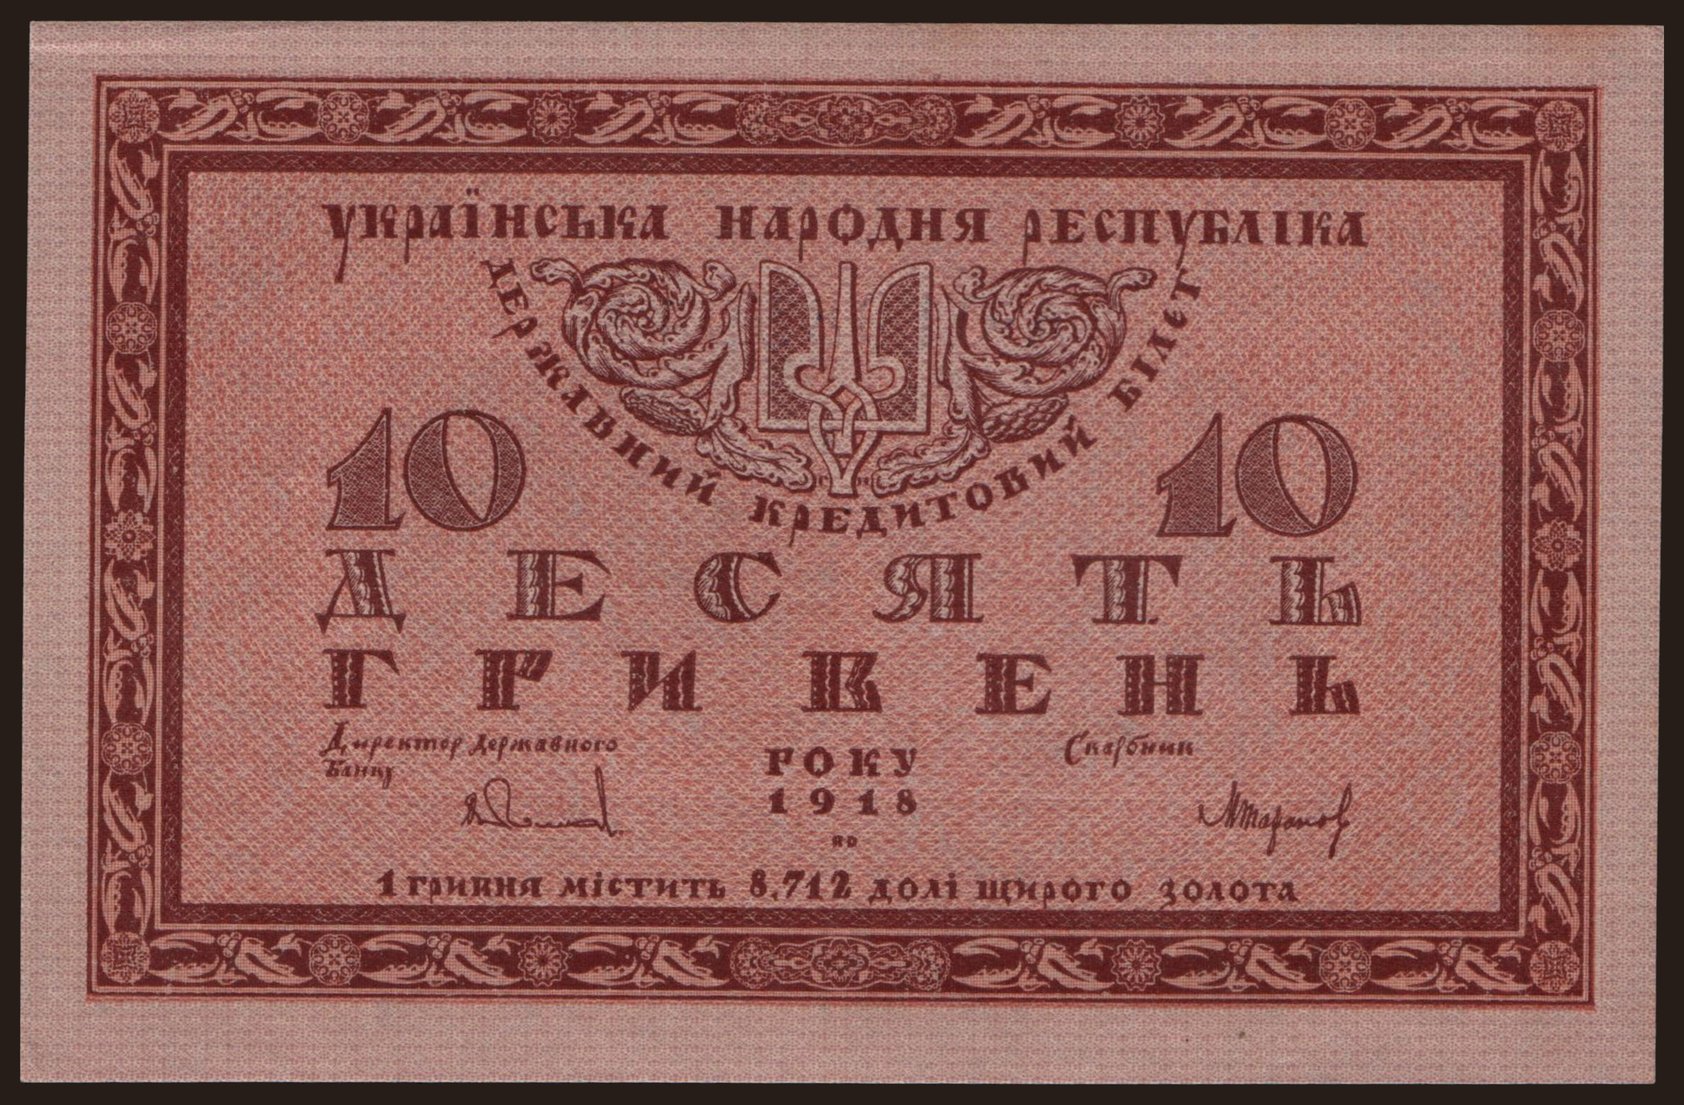 УКРАЇНСЬКА НАРОДНЯ РЕСПУБЛІКА
ДЕРЖАВНИЙ КРЕДИТОВИЙ БІЛЕТ
10 10
ДЕСЯТЬ
ГРИВЕНЬ
Директор Державного
Банку
Скарбник
РОКУ
1918
1 гривня містить 8,712 долі щирого золота